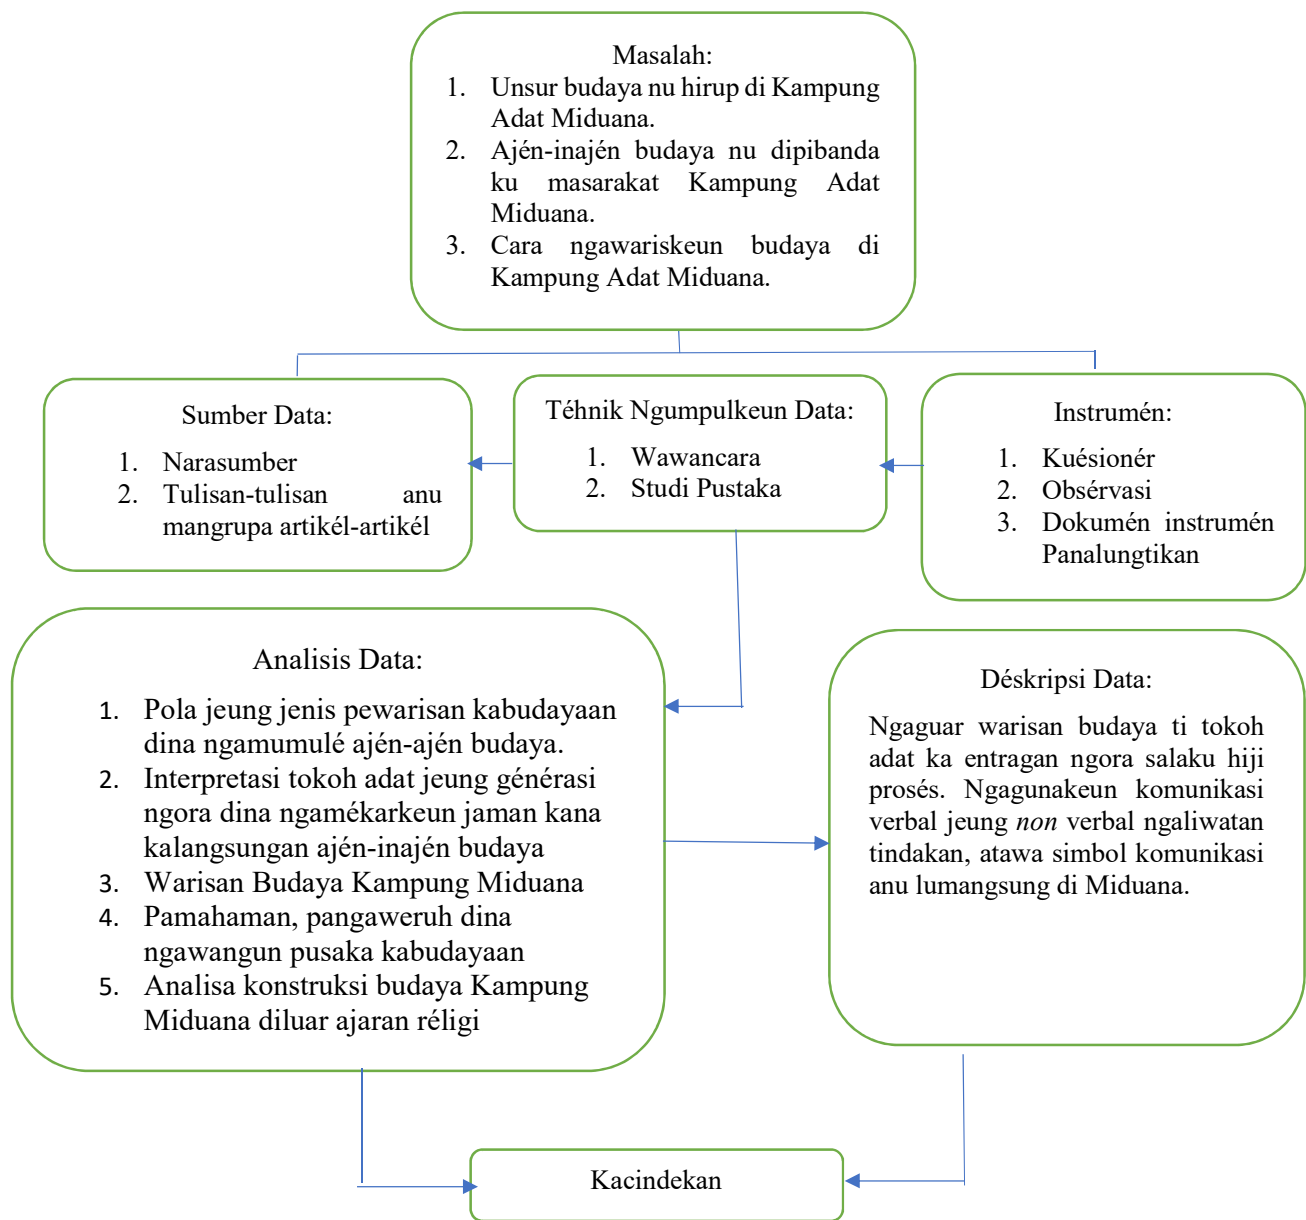 Masalah:
1. Unsur budaya nu hirup di Kampung
Adat Miduana.
2. Ajén-inajén budaya nu dipibanda
ku masarakat Kampung Adat
Miduana.
3. Cara ngawariskeun budaya di
Kampung Adat Miduana.
Sumber Data:
1. Narasumber
2. Tulisan-tulisan anu
mangrupa artikél-artikél
Téhnik Ngumpulkeun Data:
1. Wawancara
2. Studi Pustaka
Instrumén:
1. Kuésionér
2. Obsérvasi
3. Dokumén instrumén
Panalungtikan
Analisis Data:
1. Pola jeung jenis pewarisan kabudayaan
dina ngamumulé ajén-ajén budaya.
2. Interpretasi tokoh adat jeung générasi
ngora dina ngamékarkeun jaman kana
kalangsungan ajén-inajén budaya
3. Warisan Budaya Kampung Miduana
4. Pamahaman, pangaweruh dina
ngawangun pusaka kabudayaan
5. Analisa konstruksi budaya Kampung
Miduana diluar ajaran réligi
Déskripsi Data:
Ngaguar warisan budaya ti tokoh
adat ka entragan ngora salaku hiji
prosés. Ngagunakeun komunikasi
verbal jeung non verbal ngaliwatan
tindakan, atawa simbol komunikasi
anu lumangsung di Miduana.
Kacindekan